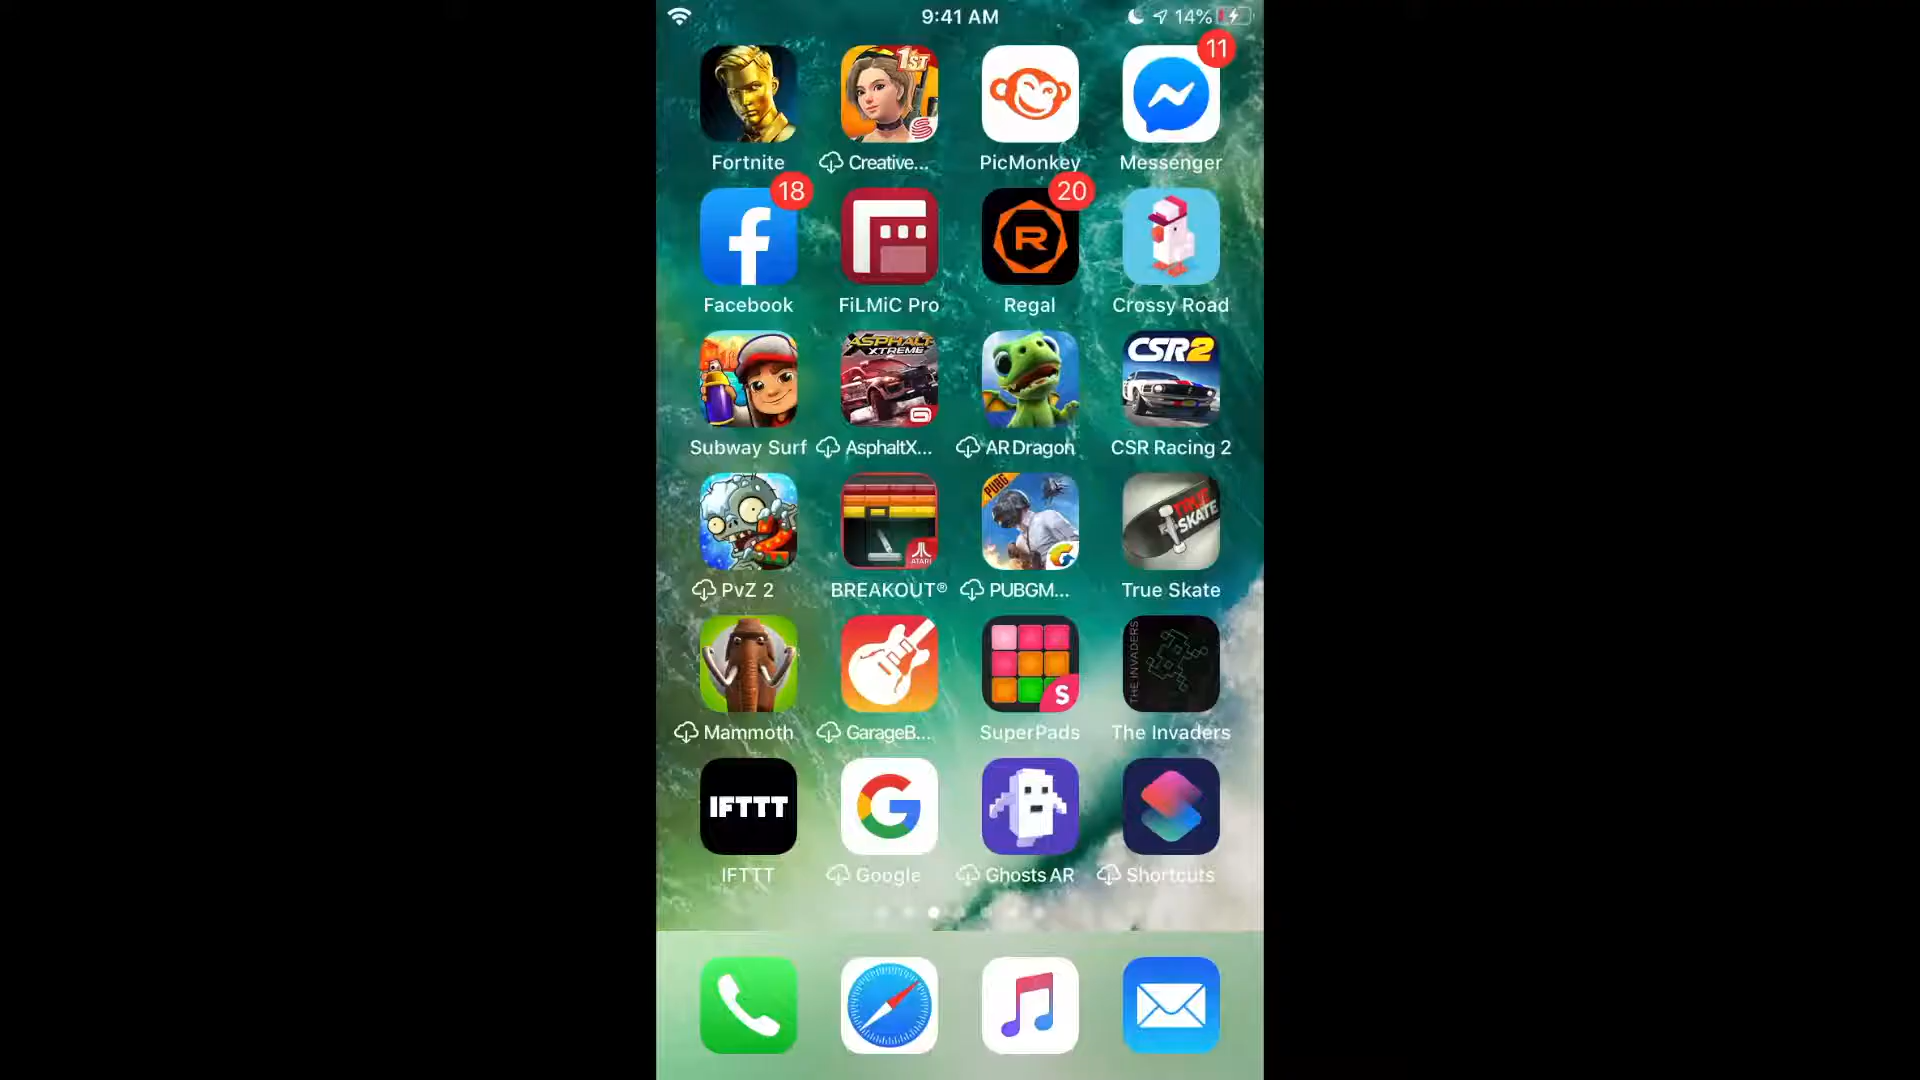 9:41 AM 14%
1ST
11
Fortnite Creative... PicMonkey Messenger
18 20
R
Facebook FiLMiC Pro Regal Crossy Road
ASPHALT XTREME CSR2
Subway Surf AsphaltX... AR Dragon CSR Racing 2
PUBG TRUE SKATE
ATARI
PvZ 2 BREAKOUT® PUBGM... True Skate
THE INVADERS
S
Mammoth GarageB... SuperPads The Invaders
IFTTT
IFTTT Google Ghosts AR Shortcuts